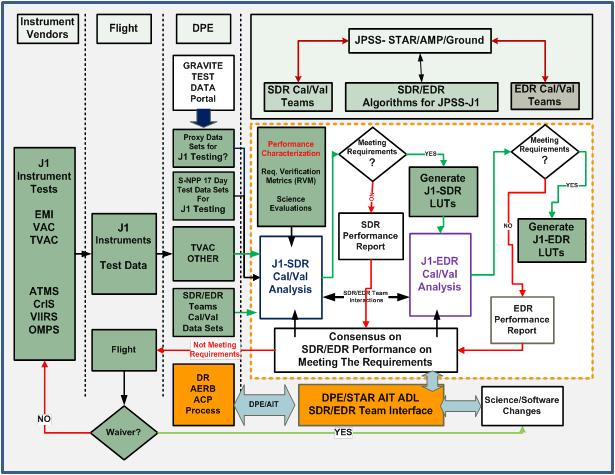 Instrument
Vendors
Flight
DPE
JPSS- STAR/AMP/Ground
SDR Cal/Val
Teams
SDR/EDR
Algorithms for JPSS-J1
EDR Cal/Val
Teams
GRAVITE
TEST
DATA
Portal
Proxy Data
Sets for
J1 Testing?
S-NPP 17 Day
Test Data Sets
For
J1 Testing
TVAC
OTHER
SDR/EDR
Teams
Cal/Val
Data Sets
J1
Instrument
Tests
EMI
VAC
TVAC
ATMS
CrIS
VIIRS
OMPS
J1
Instruments
Test Data
Performance
Characterization
Req. Verification
Metrics (RVM)
Science
Evaluations
Meeting
Requirements
?
YES
NO
Generate
J1-SDR
LUTs
SDR
Performance
Report
J1-SDR
Cal/Val
Analysis
SDR/EDR Team
Interactions
J1-EDR
Cal/Val
Analysis
Meeting
Requirements
?
YES
NO
Generate
J1-EDR
LUTs
EDR
Performance
Report
Consensus on
SDR/EDR Performance on
Meeting The Requirements
Not Meeting
Requirements
Flight
Waiver?
NO
YES
DR
AERB
ACP
Process
DPE/AIT
DPE/STAR AIT ADL
SDR/EDR Team Interface
Science/Software
Changes